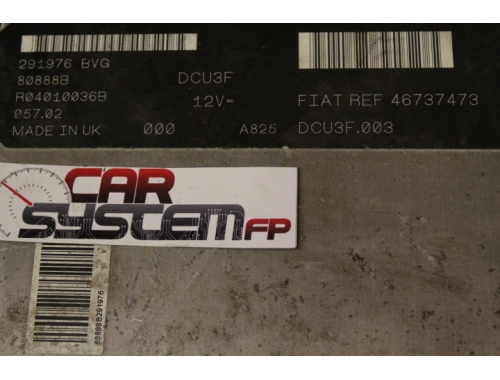 291976 BVG
80888B DCU3F
R04010036B 12V= FIAT REF 46737473
057.02
MADE IN UK 000 A825 DCU3F.003
CAR
SYSTEM FP
80888B291976